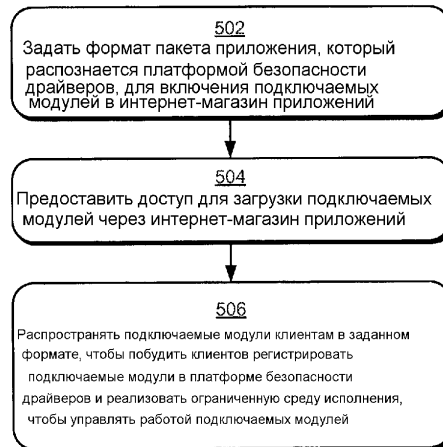 502
Задать формат пакета приложения, который
распознается платформой безопасности
драйверов, для включения подключаемых
модулей в интернет-магазин приложений
504
Предоставить доступ для загрузки подключаемых
модулей через интернет-магазин приложений
506
Распространять подключаемые модули клиентам в заданном
формате, чтобы побудить клиентов регистрировать
подключаемые модули в платформе безопасности
драйверов и реализовать ограниченную среду исполнения,
чтобы управлять работой подключаемых модулей